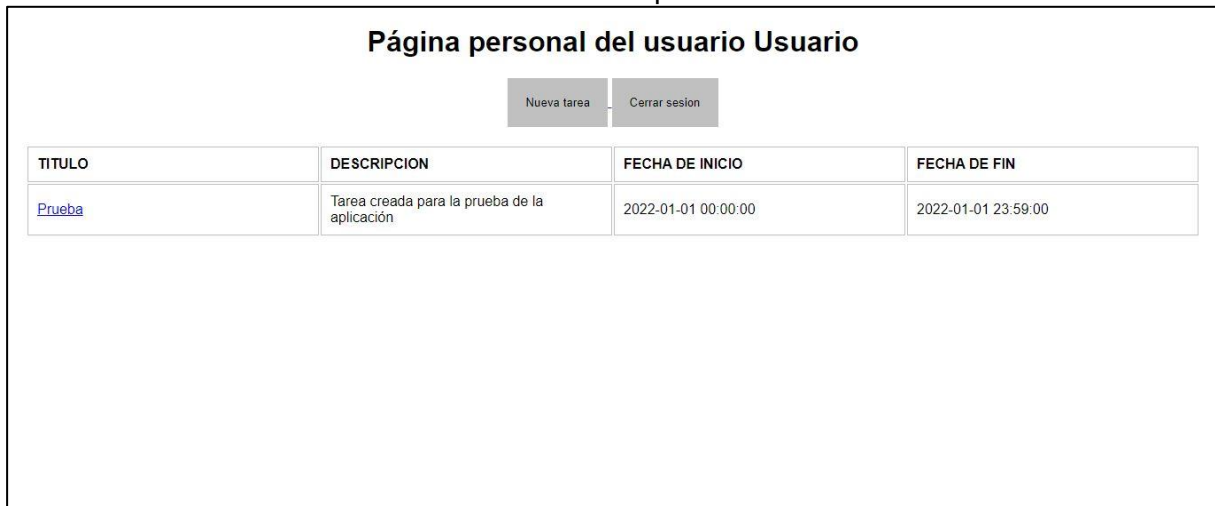 Página personal del usuario Usuario
Nueva tarea Cerrar sesion
TITULO DESCRIPCION FECHA DE INICIO FECHA DE FIN
Prueba Tarea creada para la prueba de la aplicación 2022-01-01 00:00:00 2022-01-01 23:59:00